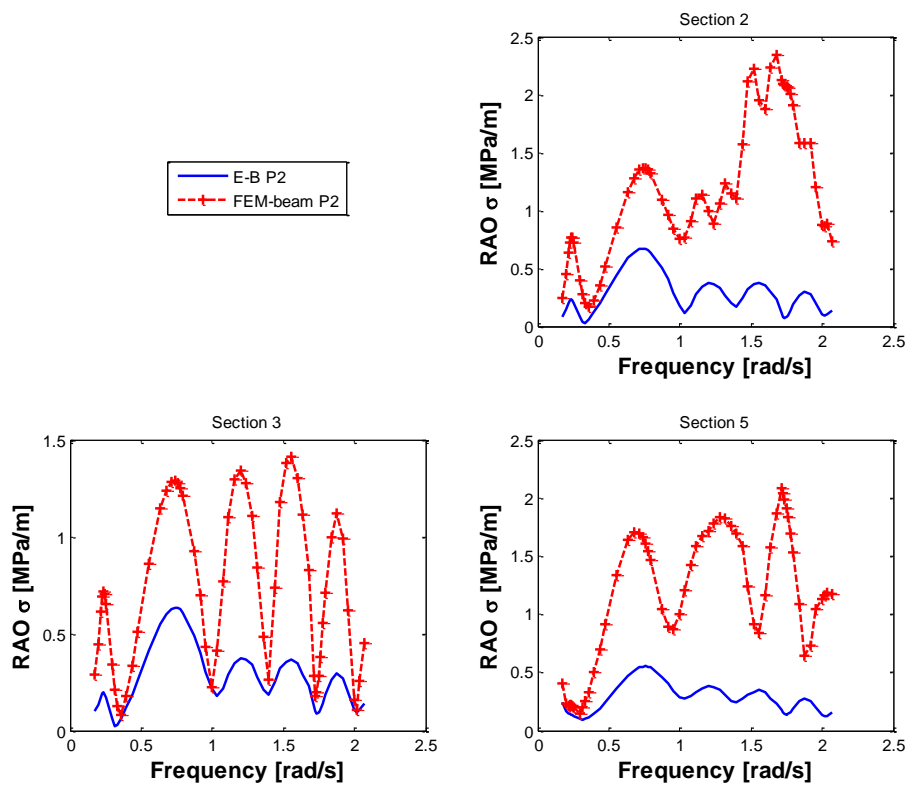 Section 2
2.5
2
1.5
1
0.5
0
RAO σ [MPa/m]
0 0.5 1 1.5 2 2.5
Frequency [rad/s]
E-B P2
FEM-beam P2
Section 3
1.5
1
0.5
0
RAO σ [MPa/m]
0 0.5 1 1.5 2 2.5
Frequency [rad/s]
Section 5
2.5
2
1.5
1
0.5
0
RAO σ [MPa/m]
0 0.5 1 1.5 2 2.5
Frequency [rad/s]